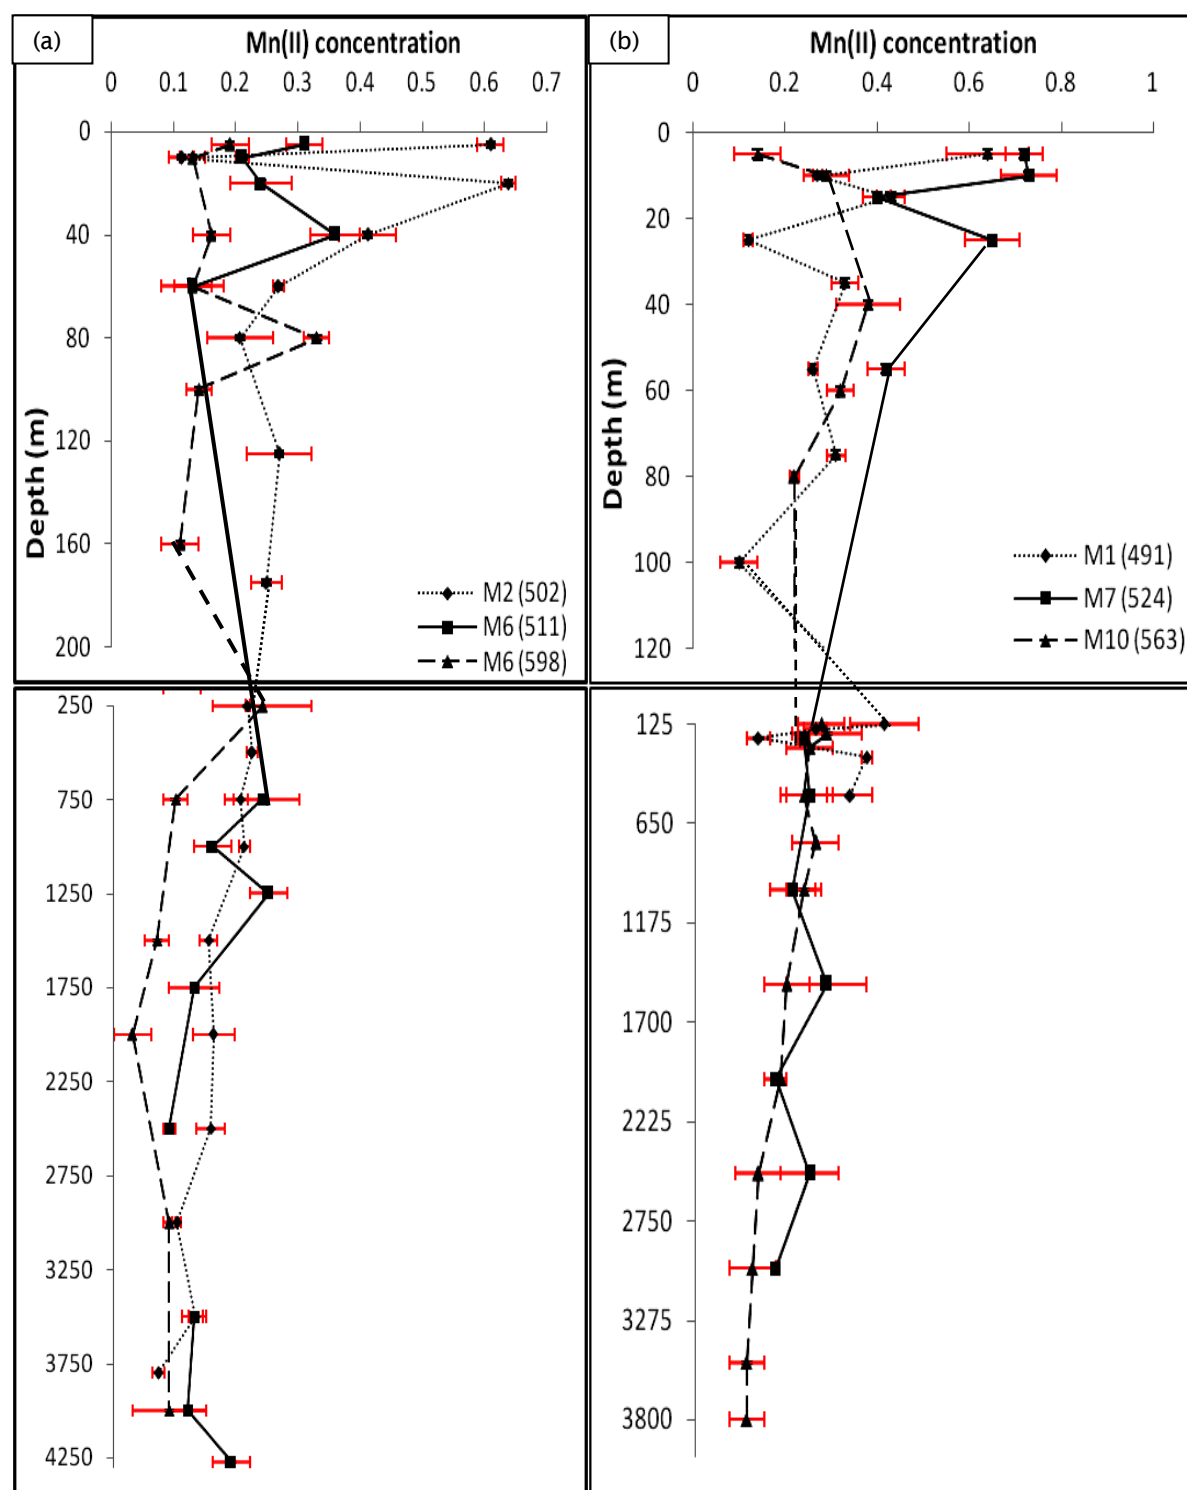 (a)
Mn(II) concentration
0 0.1 0.2 0.3 0.4 0.5 0.6 0.7
0
40
80
120
160
200
Depth (m)
M2 (502)
M6 (511)
M6 (598)
250
750
1250
1750
2250
2750
3250
3750
4250
(b)
Mn(II) concentration
0 0.2 0.4 0.6 0.8 1
0
20
40
60
80
100
120
Depth (m)
M1 (491)
M7 (524)
M10 (563)
125
650
1175
1700
2225
2750
3275
3800